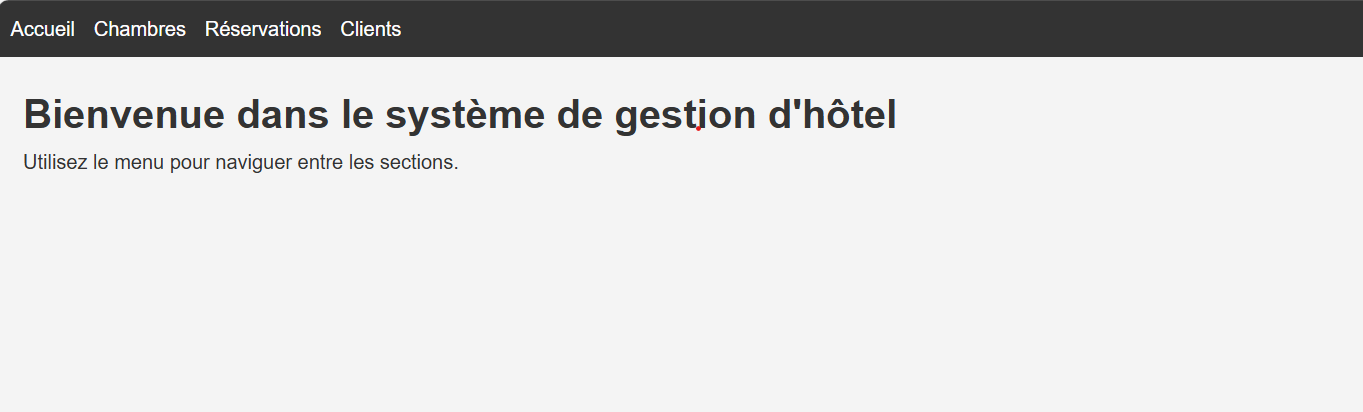 Accueil Chambres Réservations Clients
Bienvenue dans le système de gestion d'hôtel
Utilisez le menu pour naviguer entre les sections.